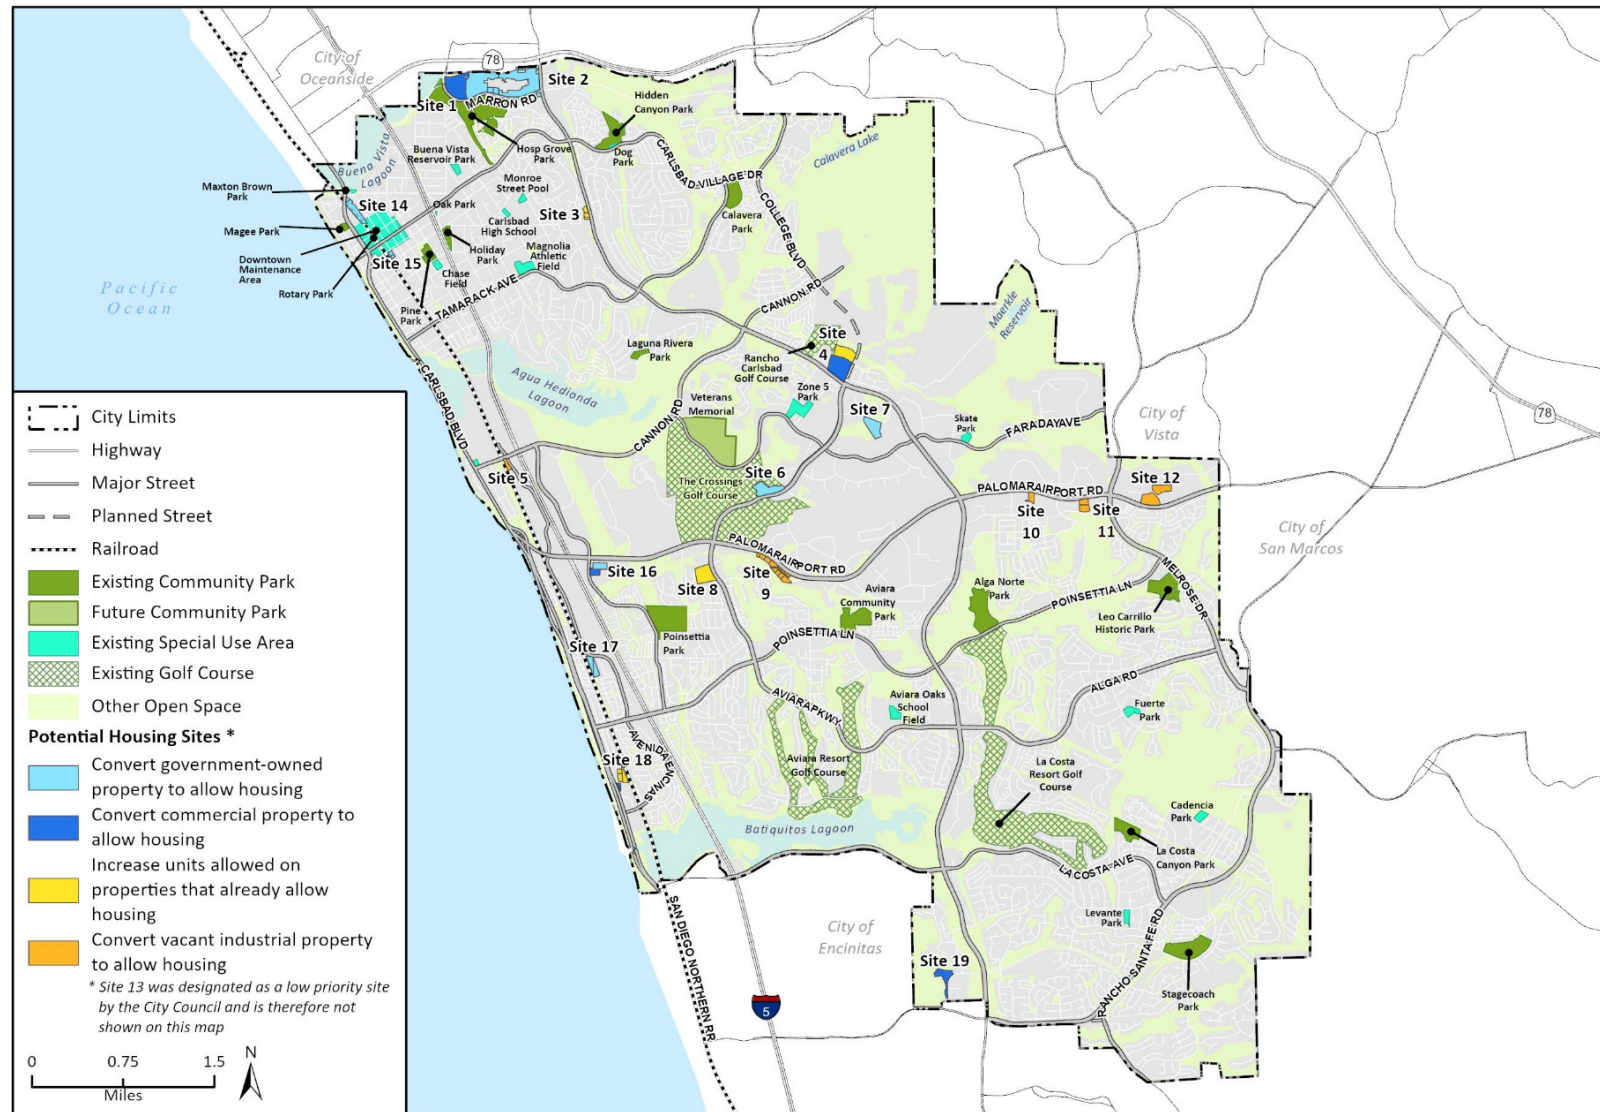 City of
Oceanside
78
Site 2
Site 1
MARRON RD
Hidden
Canyon Park
Buena Vista
Lagoon
Buena Vista
Reservoir Park
Hosp Grove
Park
Dog
Park
CARLSBAD VILLAGE DR
Calavera Lake
Maxton Brown
Park
Monroe
Street Pool
Site 14
Oak Park
Carlsbad
High School
Site 3
COLLEGE BLVD
Calavera
Park
Magee Park
Holiday
Park
Magnolia
Athletic
Field
Downtown
Maintenance
Area
Site 15
Chase
Field
Rotary Park
TAMARACK AVE
Pine
Park
CANNON RD
Pacific
Ocean
Maerkle
Reservoir
Laguna Rivera
Park
Rancho
Carlsbad
Golf Course
Site
4
Agua Hedionda
Lagoon
CARLSBAD BLVD
Zone 5
Park
Veterans
Memorial
CANNON RD
Site 7
Skate
Park
FARADAYAVE
City of
Vista
78
Site 5
Site 6
The Crossings
Golf Course
PALOMARAIRPORT RD
Site 12
Site
10
Site
11
City of
San Marcos
PALOMARAIRPORT RD
Site 16
Site 8
Site
9
Aviara
Community
Park
Alga Norte
Park
POINSETTIA LN
MELROSE DR
Leo Carrillo
Historic Park
Poinsettia
Park
POINSETTIA LN
Site 17
ALGA RD
AVIARAPKWY
Aviara Oaks
School
Field
Fuerte
Park
AVENIDA ENCINAS
Site 18
Aviara Resort
Golf Course
La Costa
Resort Golf
Course
Cadencia
Park
Batiquitos Lagoon
La Costa
Canyon Park
LA COSTA AVE
SAN DIEGO NORTHERN RR
City of
Encinitas
Levante
Park
RANCHO SANTA FE RD
Site 19
Stagecoach
Park
5
City Limits
Highway
Major Street
Planned Street
Railroad
Existing Community Park
Future Community Park
Existing Special Use Area
Existing Golf Course
Other Open Space
Potential Housing Sites *
Convert government-owned
property to allow housing
Convert commercial property to
allow housing
Increase units allowed on
properties that already allow
housing
Convert vacant industrial property
to allow housing
* Site 13 was designated as a low priority site
by the City Council and is therefore not
shown on this map
0 0.75 1.5
Miles
N